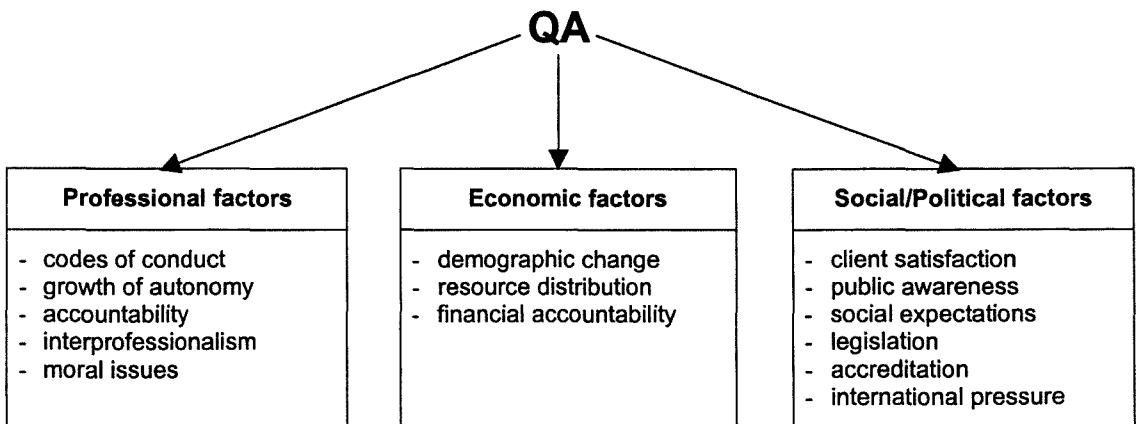 QA
Professional factors
- codes of conduct
- growth of autonomy
- accountability
- interprofessionalism
- moral issues
Economic factors
- demographic change
- resource distribution
- financial accountability
Social/Political factors
- client satisfaction
- public awareness
- social expectations
- legislation
- accreditation
- international pressure